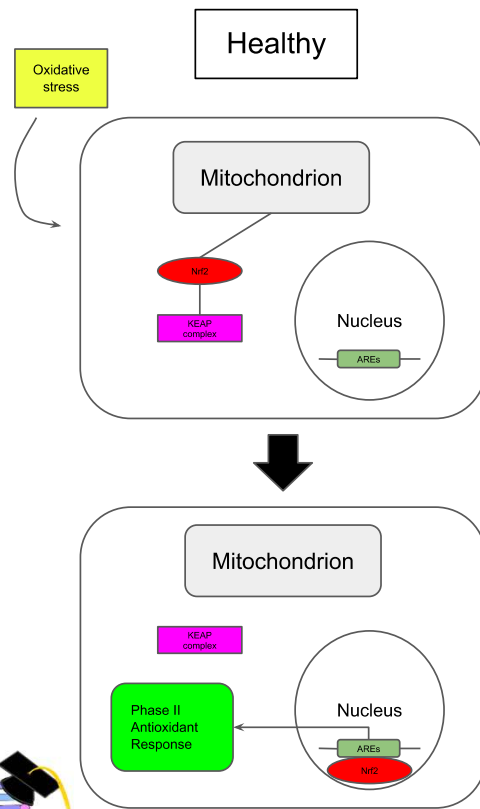 Healthy
Oxidative
stress
Mitochondrion
Nrf2
KEAP
complex
Nucleus
AREs
Mitochondrion
KEAP
complex
Phase II
Antioxidant
Response
Nucleus
AREs
Nrf2